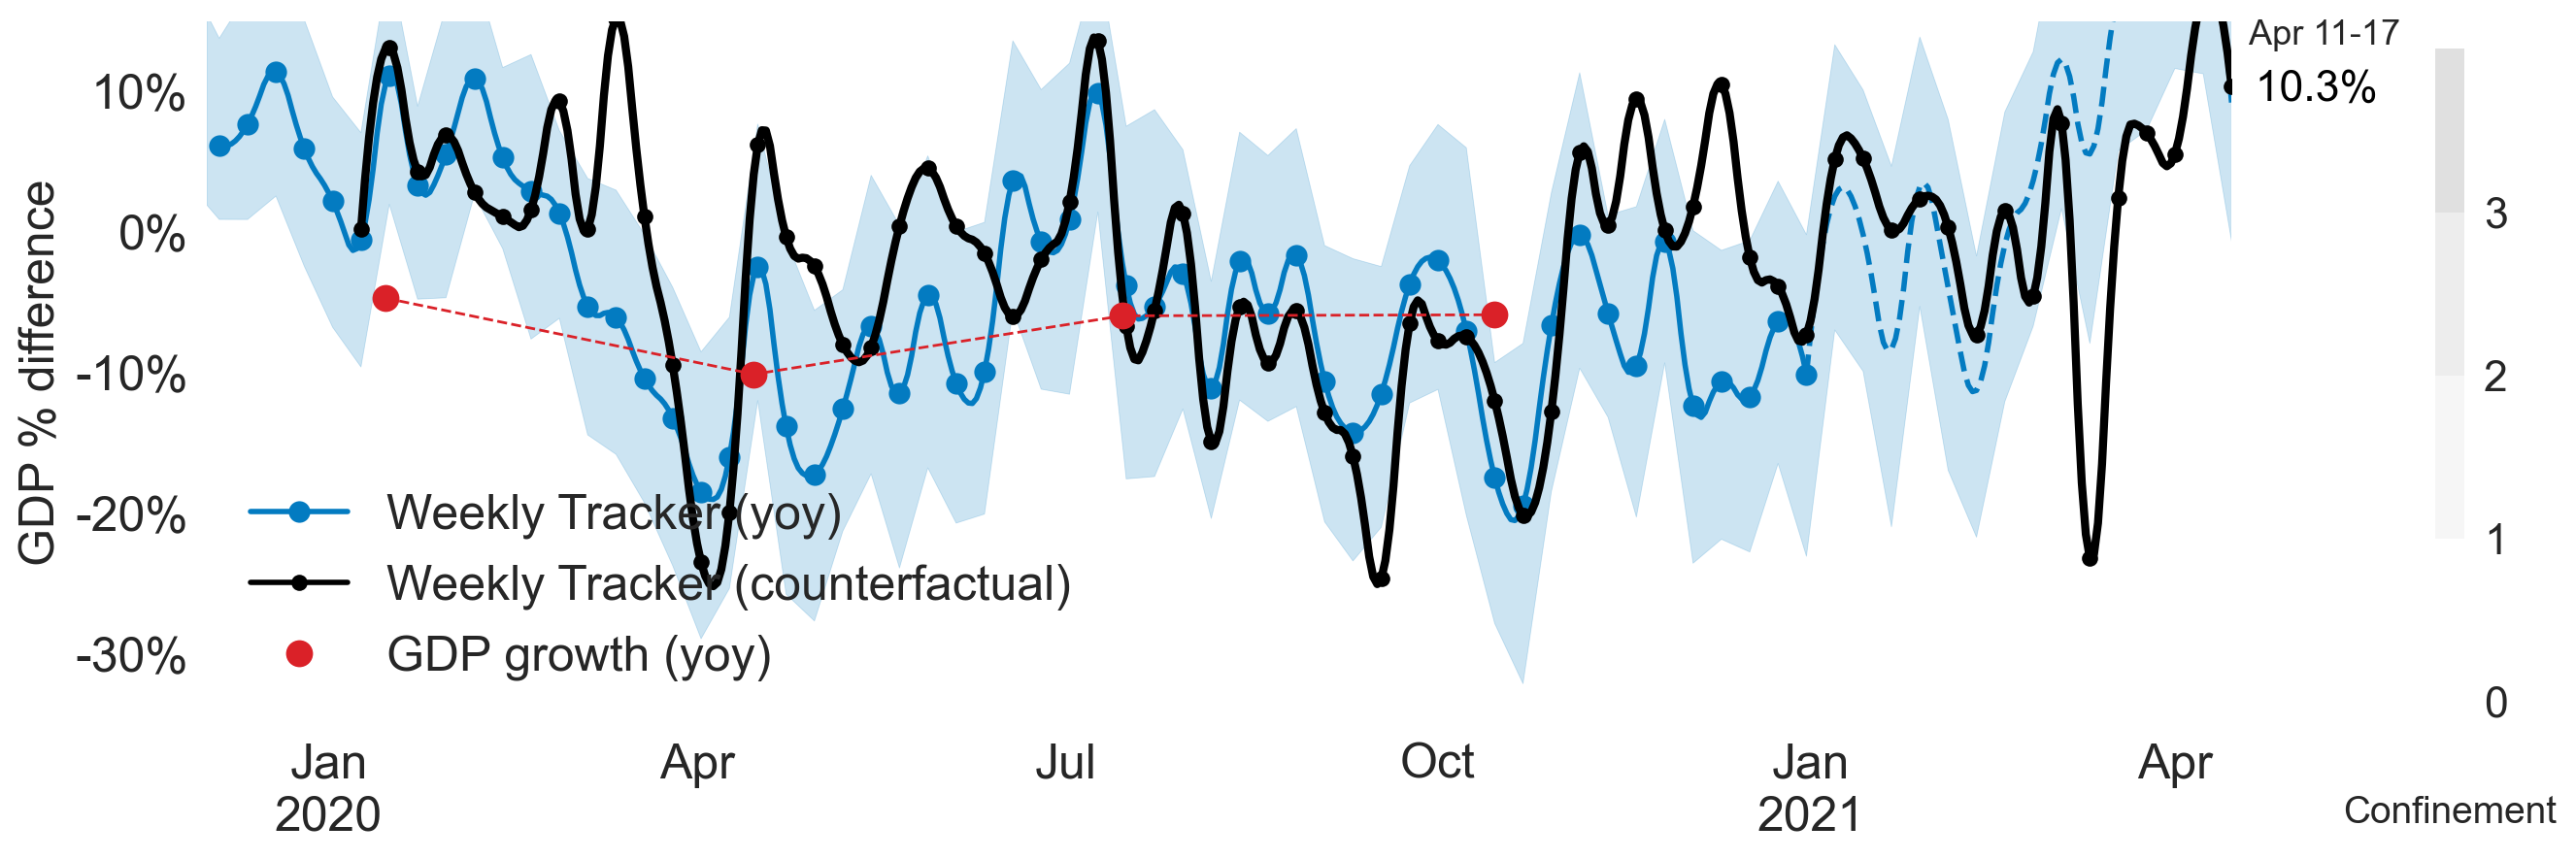 Apr 11-17
10.3%
GDP % difference
10%
0%
-10%
-20%
-30%
Weekly Tracker (yoy)
Weekly Tracker (counterfactual)
GDP growth (yoy)
3
2
1
0
Jan
2020
Apr
Jul
Oct
Jan
2021
Apr
Confinement